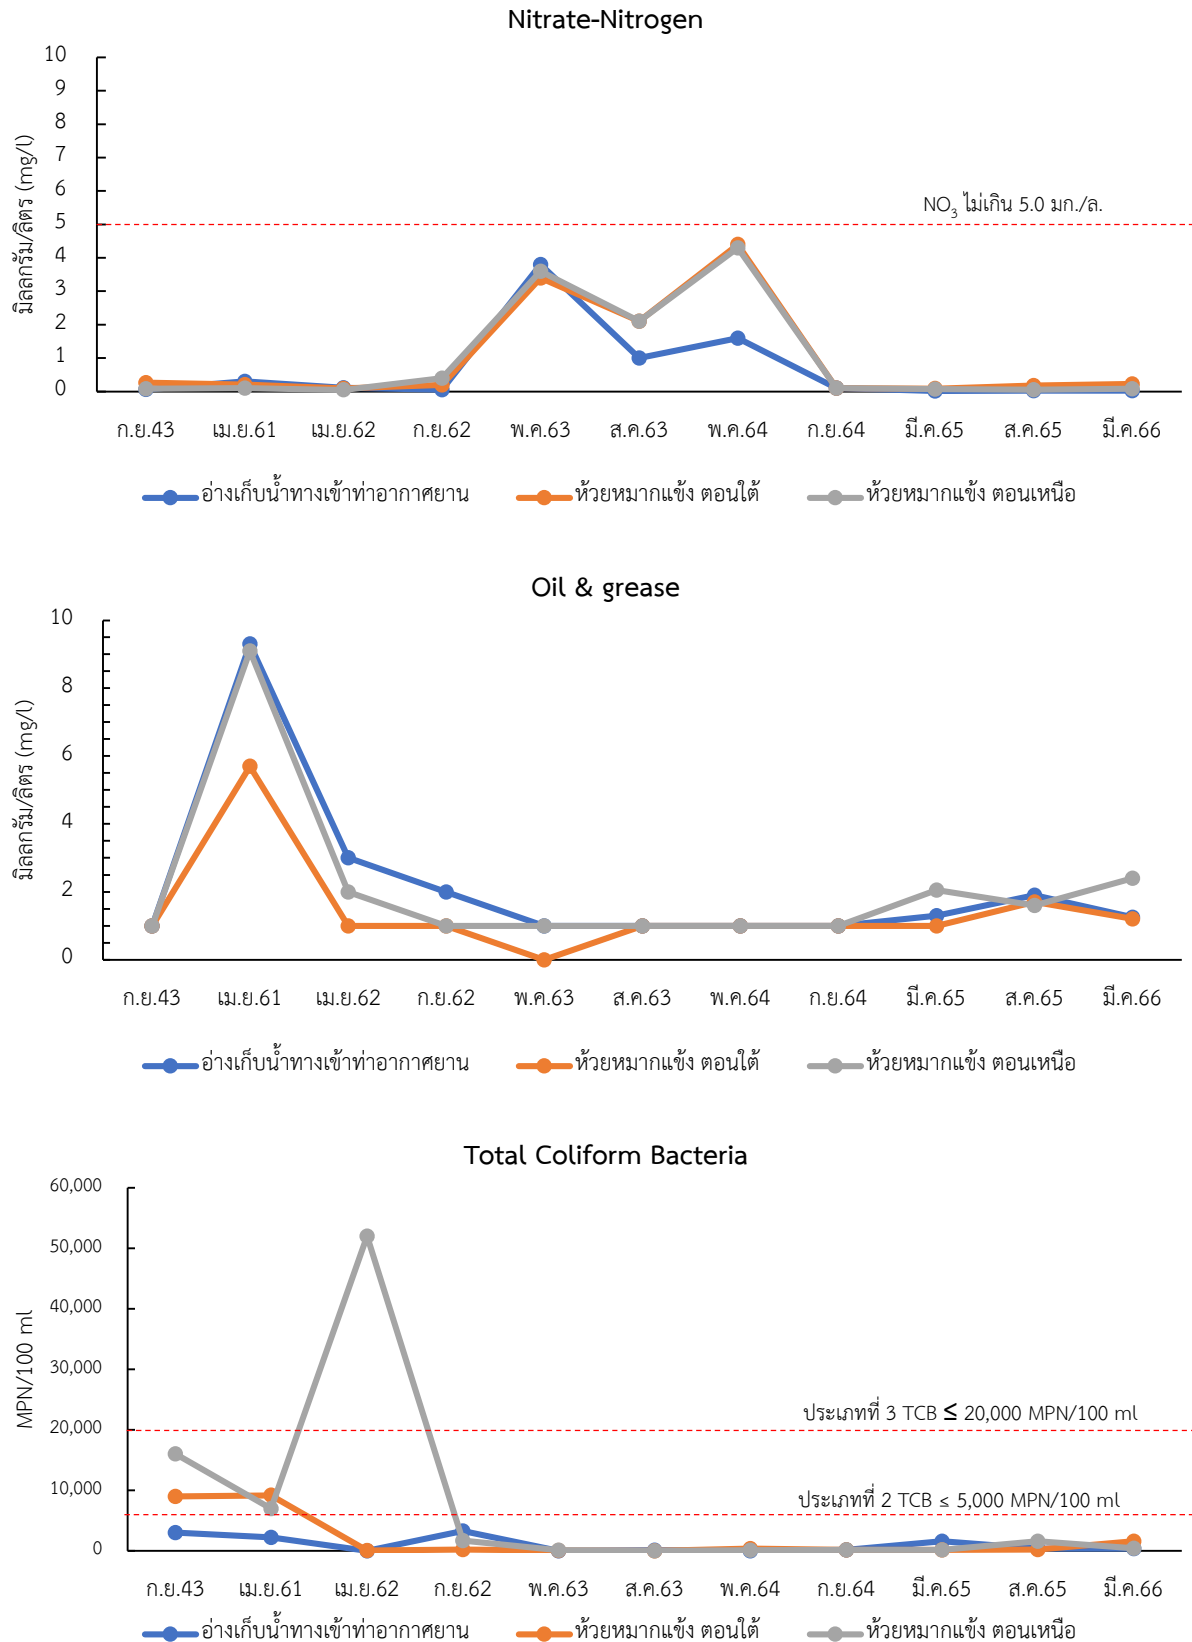 Nitrate-Nitrogen
มิลลกรัม/ลิตร (mg/l)
10
9
8
7
6
5
4
3
2
1
0
NO3 ไม่เกิน 5.0 มก./ล.
ก.ย.43 เม.ย.61 เม.ย.62 ก.ย.62 พ.ค.63 ส.ค.63 พ.ค.64 ก.ย.64 มี.ค.65 ส.ค.65 มี.ค.66
อ่างเก็บน้ำทางเข้าท่าอากาศยาน ห้วยหมากแข้ง ตอนใต้ ห้วยหมากแข้ง ตอนเหนือ
Oil & grease
มิลลกรัม/ลิตร (mg/l)
10
8
6
4
2
0
ก.ย.43 เม.ย.61 เม.ย.62 ก.ย.62 พ.ค.63 ส.ค.63 พ.ค.64 ก.ย.64 มี.ค.65 ส.ค.65 มี.ค.66
อ่างเก็บน้ำทางเข้าท่าอากาศยาน ห้วยหมากแข้ง ตอนใต้ ห้วยหมากแข้ง ตอนเหนือ
Total Coliform Bacteria
MPN/100 ml
60,000
50,000
40,000
30,000
20,000
10,000
0
ประเภทที่ 3 TCB ≤ 20,000 MPN/100 ml
ประเภทที่ 2 TCB ≤ 5,000 MPN/100 ml
ก.ย.43 เม.ย.61 เม.ย.62 ก.ย.62 พ.ค.63 ส.ค.63 พ.ค.64 ก.ย.64 มี.ค.65 ส.ค.65 มี.ค.66
อ่างเก็บน้ำทางเข้าท่าอากาศยาน ห้วยหมากแข้ง ตอนใต้ ห้วยหมากแข้ง ตอนเหนือ